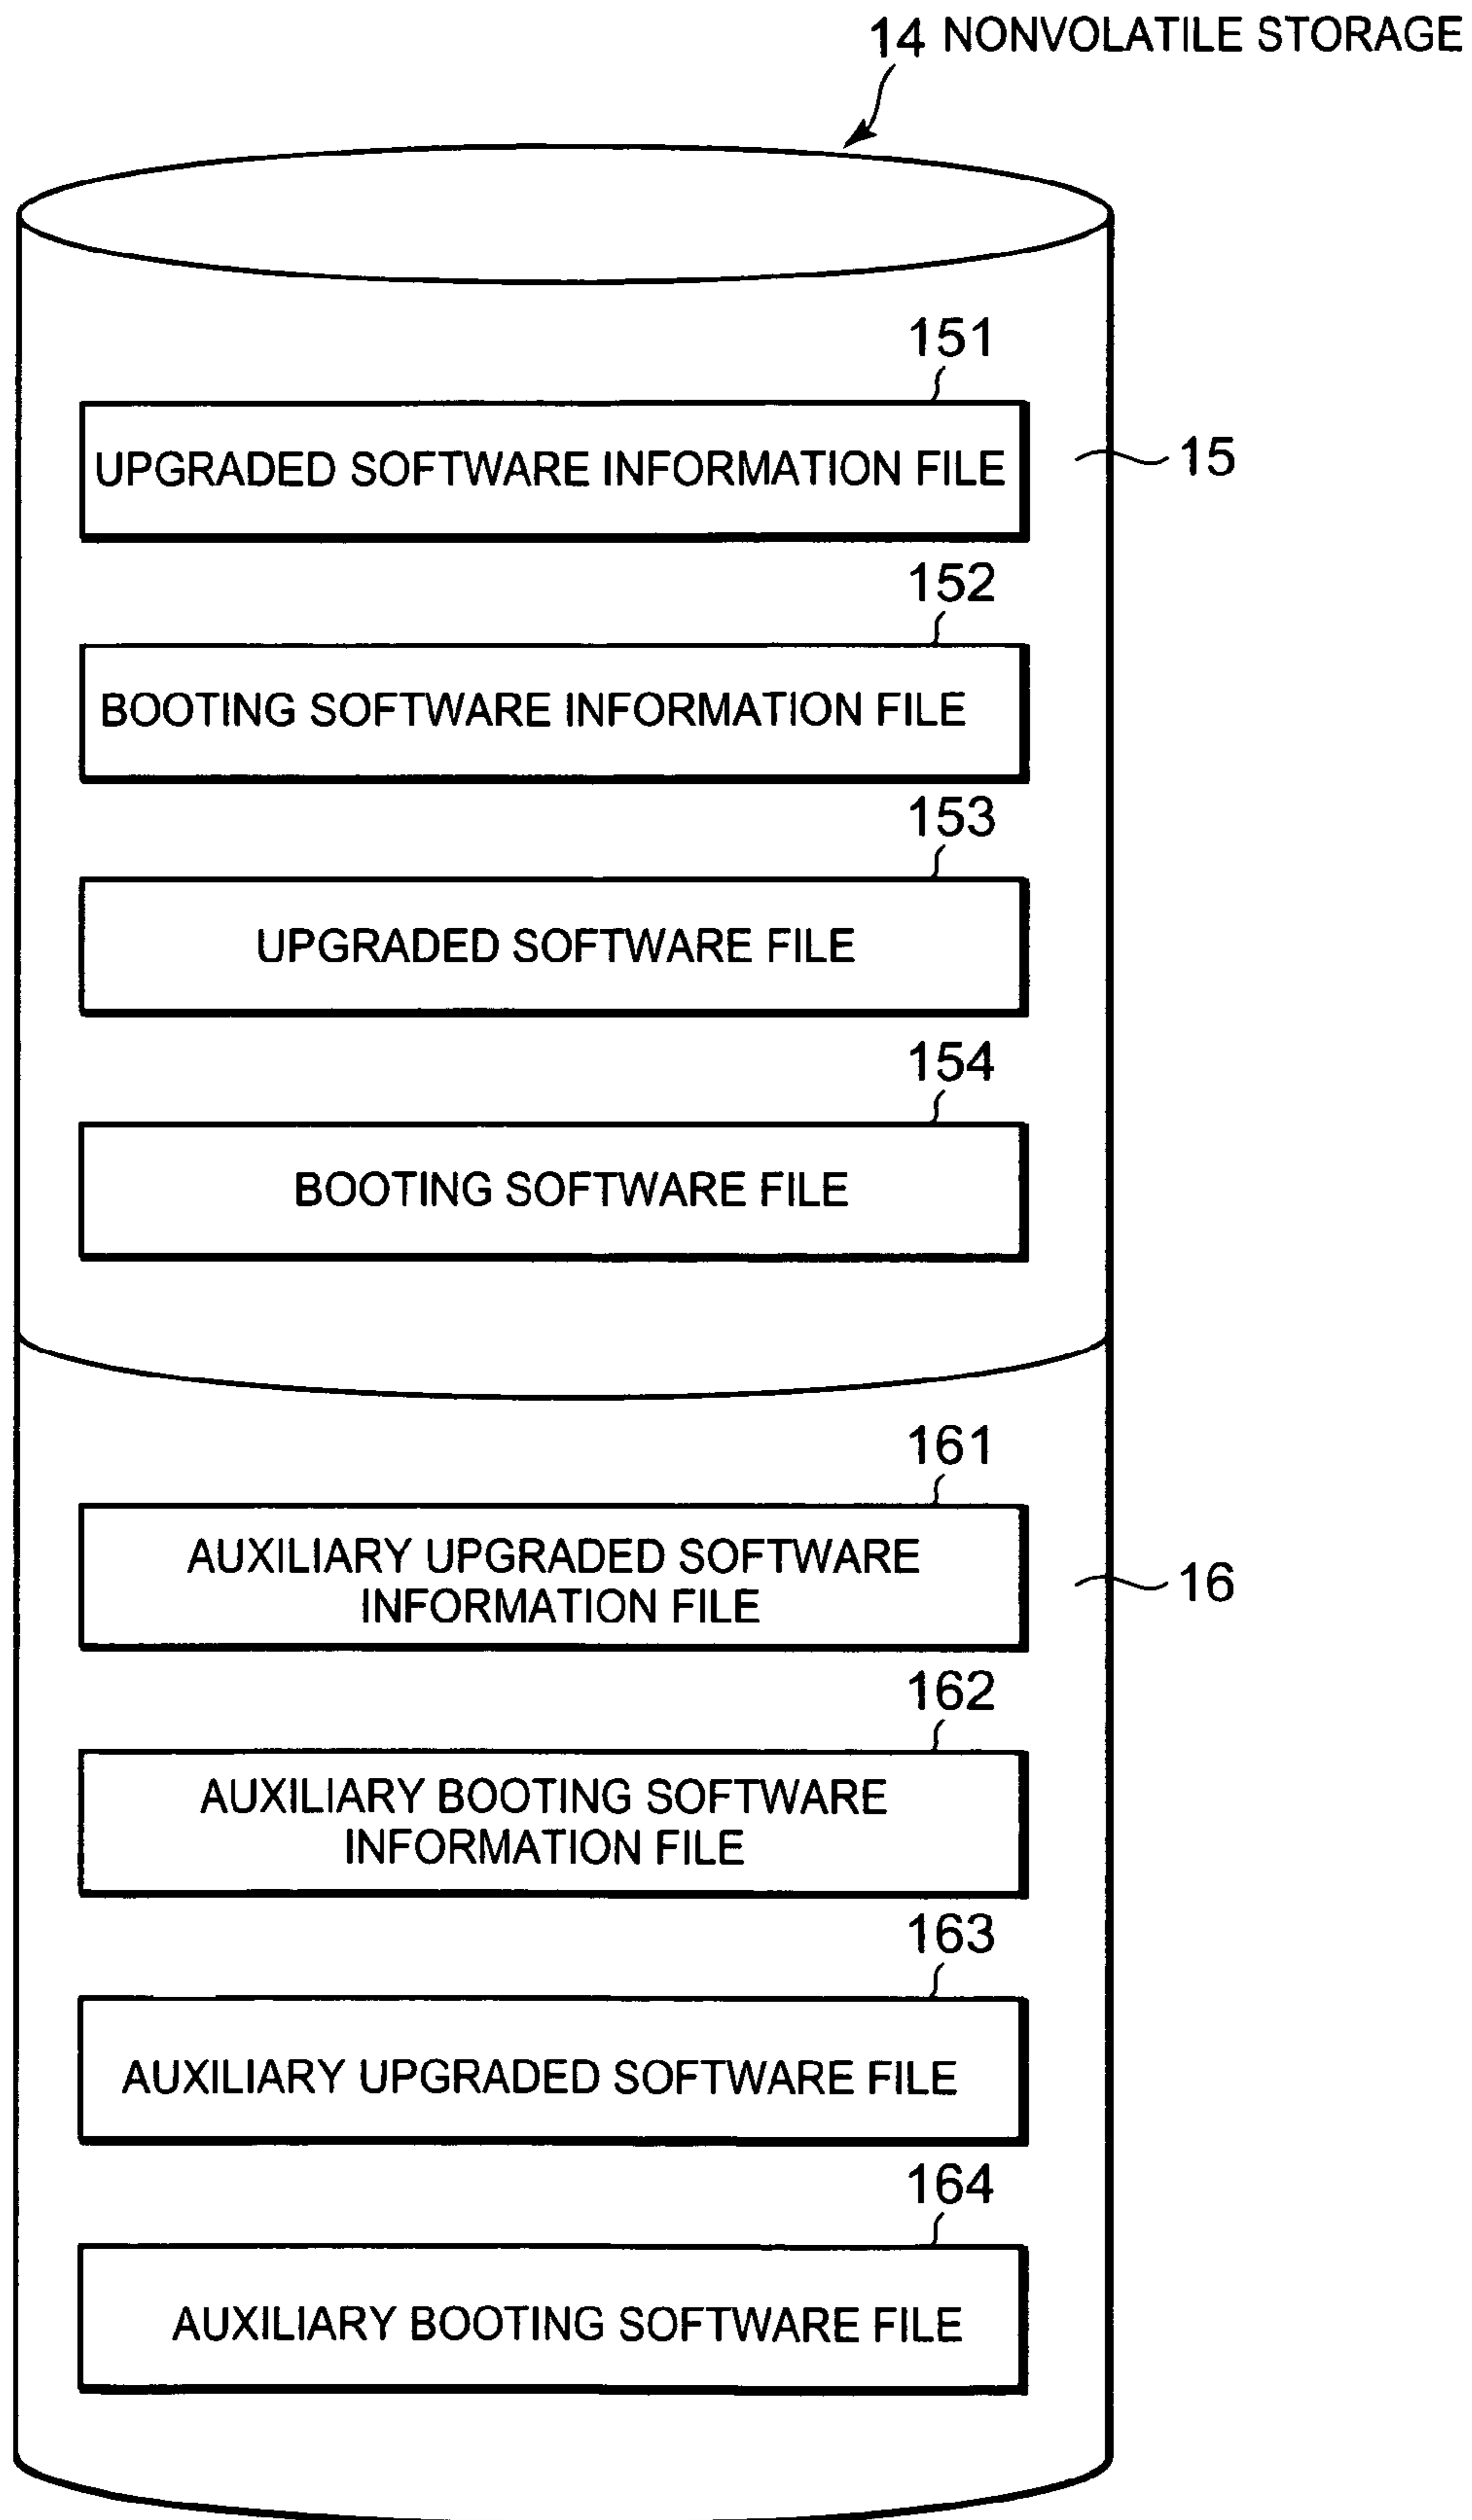 14 NONVOLATILE STORAGE
151
UPGRADED SOFTWARE INFORMATION FILE
15
152
BOOTING SOFTWARE INFORMATION FILE
153
UPGRADED SOFTWARE FILE
154
BOOTING SOFTWARE FILE
161
AUXILIARY UPGRADED SOFTWARE
INFORMATION FILE
16
162
AUXILIARY BOOTING SOFTWARE
INFORMATION FILE
163
AUXILIARY UPGRADED SOFTWARE FILE
164
AUXILIARY BOOTING SOFTWARE FILE